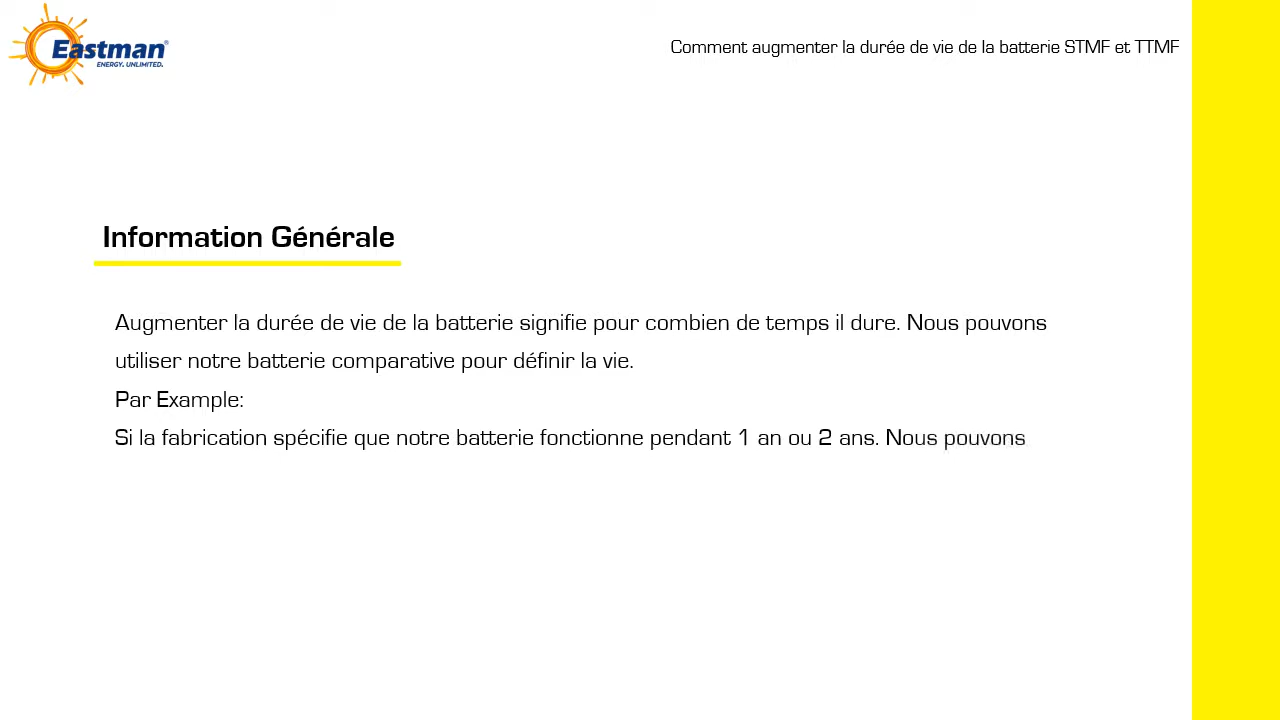 Eastman®
ENERGY. UNLIMITED.
Comment augmenter la durée de vie de la batterie STMF et TTMF
Information Générale
Augmenter la durée de vie de la batterie signifie pour combien de temps il dure. Nous pouvons
utiliser notre batterie comparative pour définir la vie.
Par Example:
Si la fabrication spécifie que notre batterie fonctionne pendant 1 an ou 2 ans. Nous pouvons